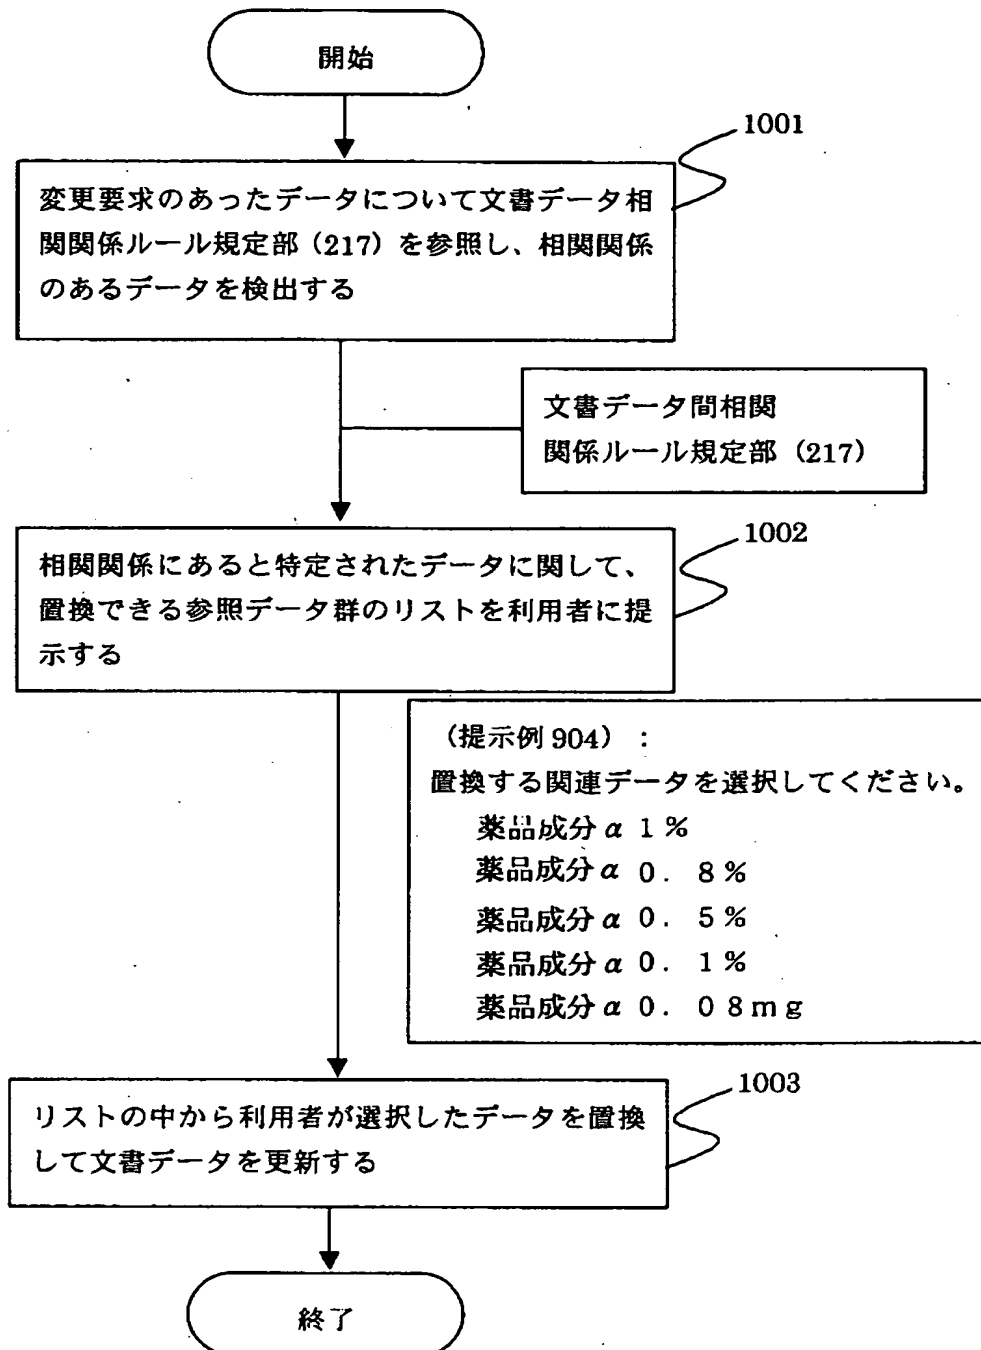 開始
1001
変更要求のあったデータについて文書データ相
関関係ルール規定部(217)を参照し、相関関係
のあるデータを検出する
文書データ間相関
関係ルール規定部(217)
1002
相関関係にあると特定されたデータに関して、
置換できる参照データ群のリストを利用者に提
示する
(提示例904):
置換する関連データを選択してください。
薬品成分α 1%
薬品成分α 0.8%
薬品成分α 0.5%
薬品成分α 0.1%
薬品成分α 0.08mg
1003
リストの中から利用者が選択したデータを置換
して文書データを更新する
終了